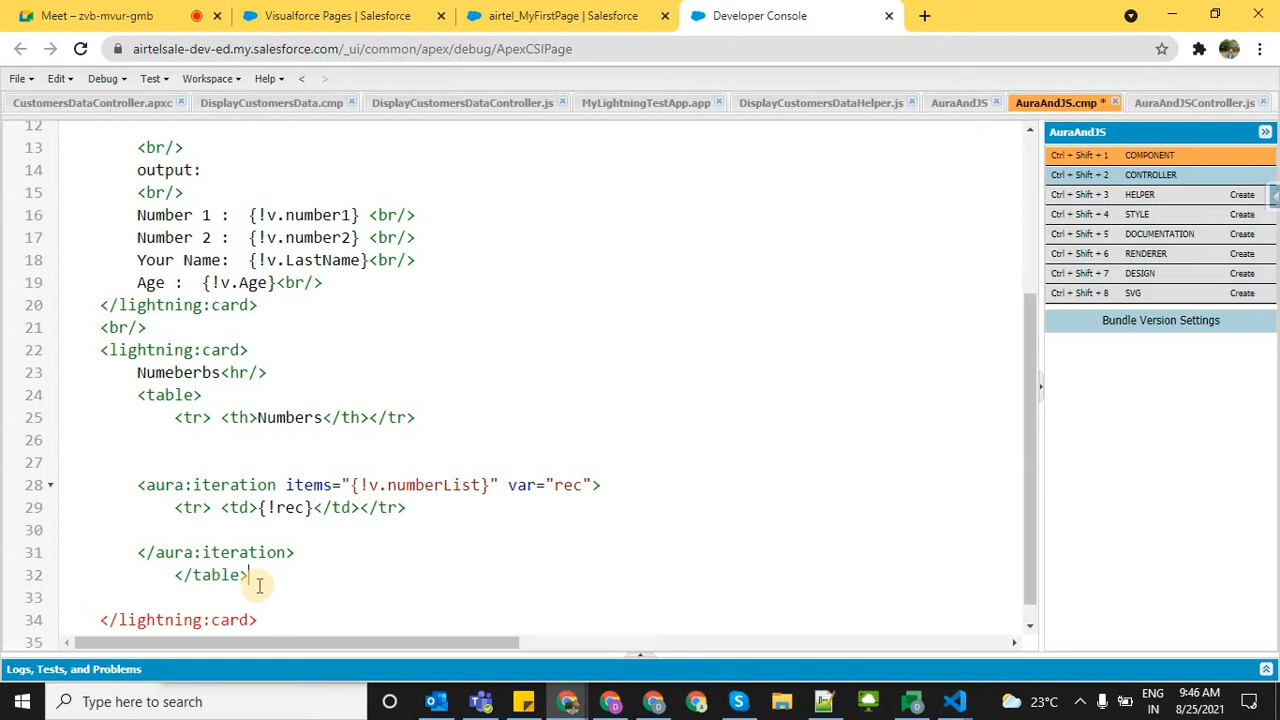 Meet – zvb-mvur-gmb
Visualforce Pages | Salesforce
airtel_MyFirstPage | Salesforce
Developer Console
airtelsale-dev-ed.my.salesforce.com/_ui/common/apex/debug/ApexCSIPage
File Edit Debug Test Workspace Help < >
CustomersDataController.apxc DisplayCustomersData.cmp DisplayCustomersDataController.js MyLightningTestApp.app DisplayCustomersDataHelper.js AuraAndJS AuraAndJS.cmp * AuraAndJSController.js
12
13 <br/>
14 output:
15 <br/>
16 Number 1 : {!v.number1} <br/>
17 Number 2 : {!v.number2} <br/>
18 Your Name: {!v.LastName}<br/>
19 Age : {!v.Age}<br/>
20 </lightning:card>
21 <br/>
22 <lightning:card>
23 Numeberbs<hr/>
24 <table>
25 <tr> <th>Numbers</th></tr>
26
27
28 <aura:iteration items="{!v.numberList}" var="rec">
29 <tr> <td>{!rec}</td></tr>
30
31 </aura:iteration>
32 </table>
33
34 </lightning:card>
35
AuraAndJS
Ctrl + Shift + 1 COMPONENT
Ctrl + Shift + 2 CONTROLLER
Ctrl + Shift + 3 HELPER Create
Ctrl + Shift + 4 STYLE Create
Ctrl + Shift + 5 DOCUMENTATION Create
Ctrl + Shift + 6 RENDERER Create
Ctrl + Shift + 7 DESIGN Create
Ctrl + Shift + 8 SVG Create
Bundle Version Settings
Logs, Tests, and Problems
Type here to search
23°C
ENG
IN
9:46 AM
8/25/2021